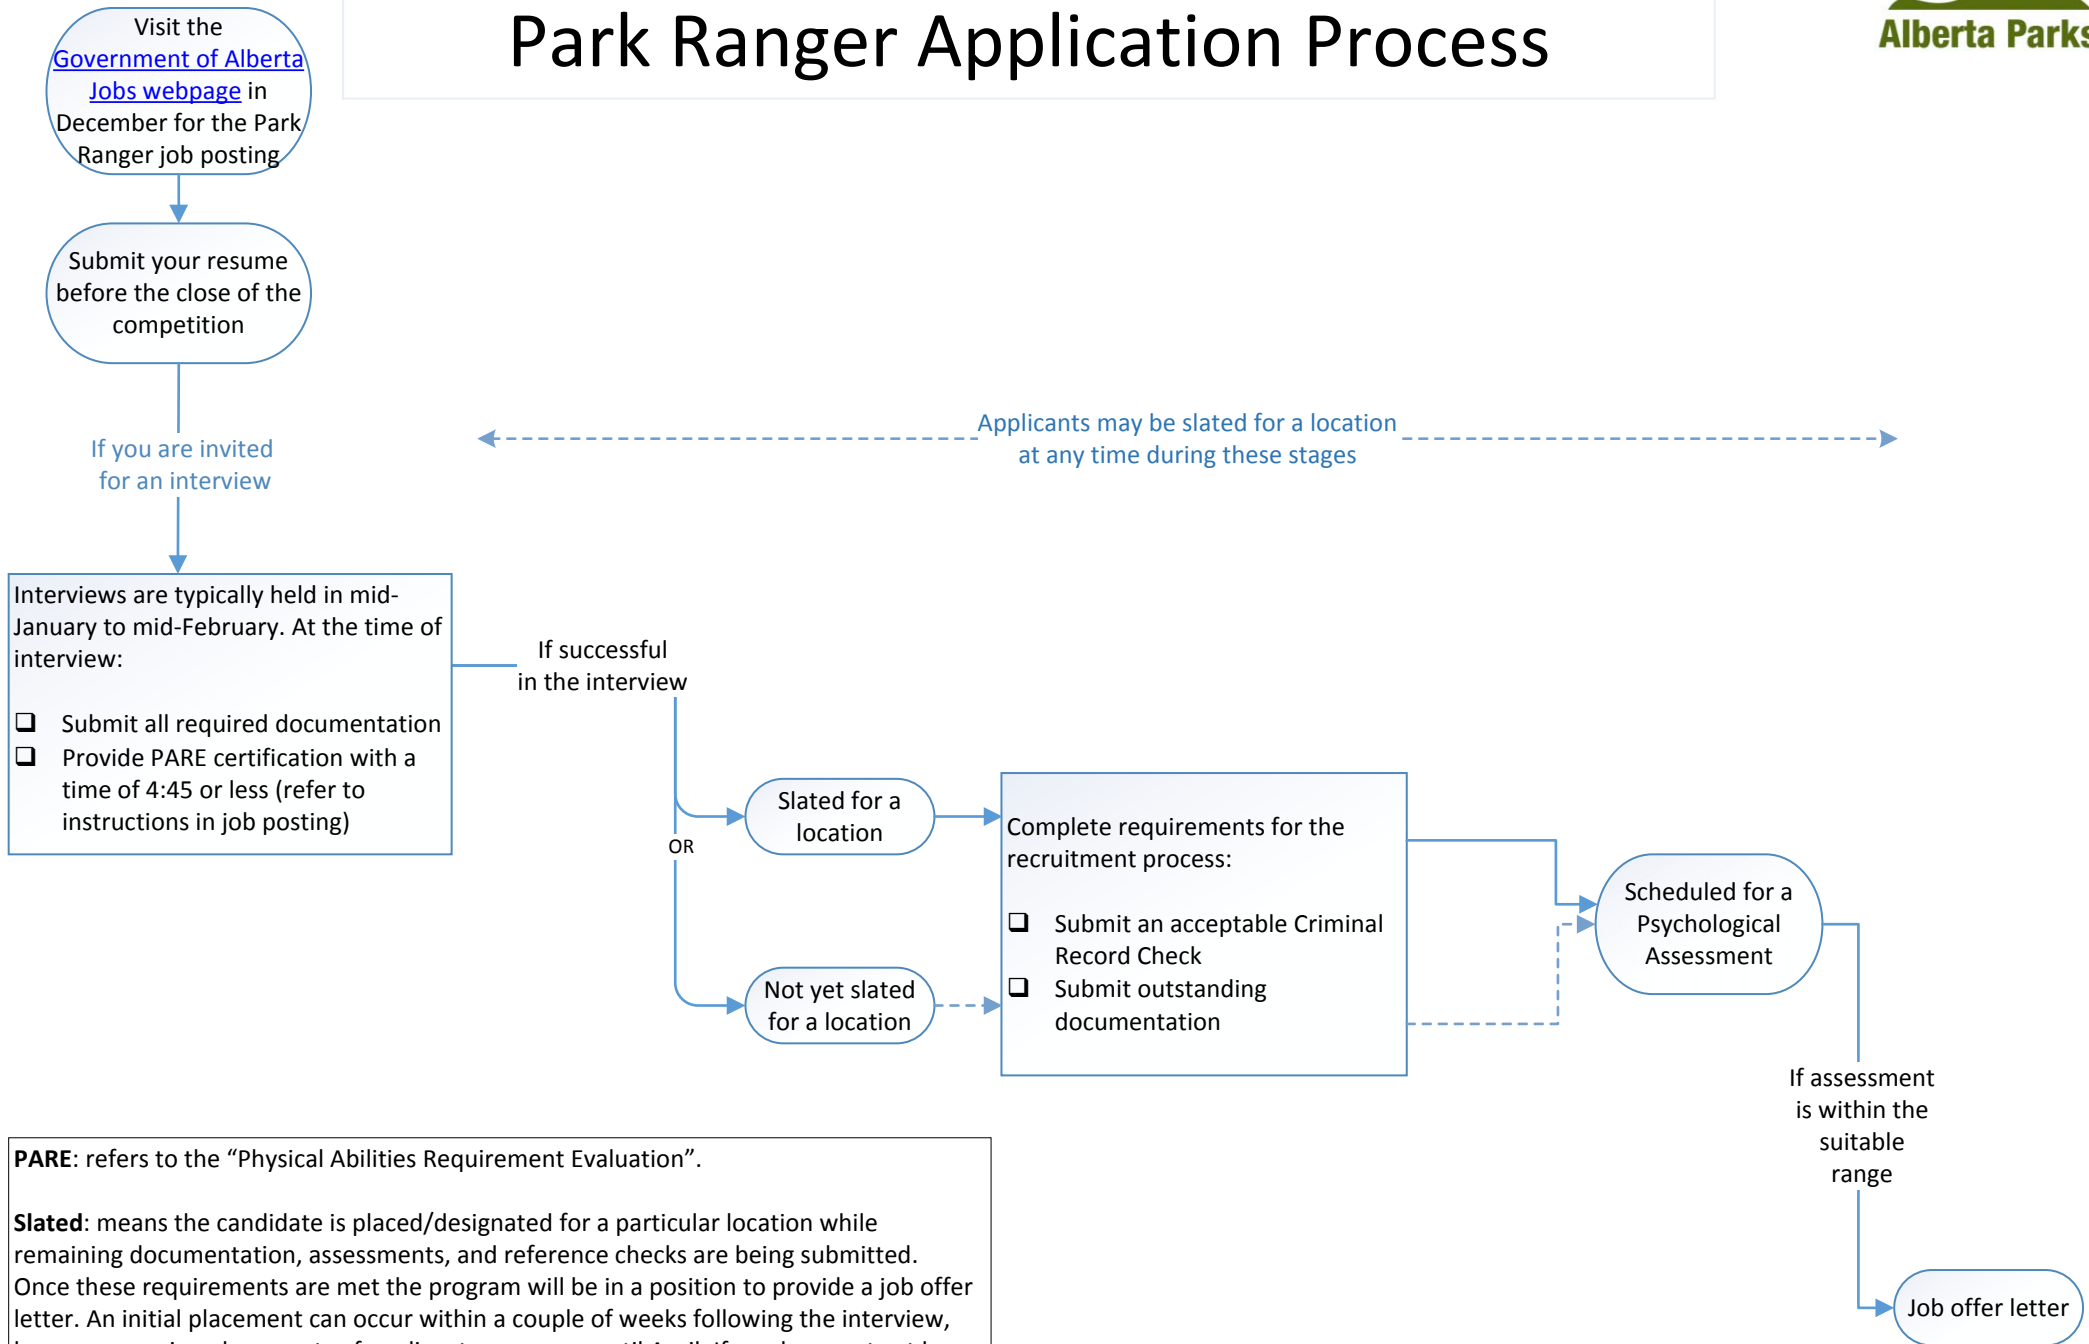 Park Ranger Application Process
Alberta Parks
Visit the
Government of Alberta
Jobs webpage in
December for the Park
Ranger job posting
Submit your resume
before the close of the
competition
If you are invited
for an interview
Applicants may be slated for a location
at any time during these stages
Interviews are typically held in mid-
January to mid-February. At the time of
interview:
❑ Submit all required documentation
❑ Provide PARE certification with a
time of 4:45 or less (refer to
instructions in job posting)
If successful
in the interview
OR
Slated for a
location
Not yet slated
for a location
Complete requirements for the
recruitment process:
❑ Submit an acceptable Criminal
Record Check
❑ Submit outstanding
documentation
Scheduled for a
Psychological
Assessment
If assessment
is within the
suitable
range
Job offer letter
PARE: refers to the “Physical Abilities Requirement Evaluation”.
Slated: means the candidate is placed/designated for a particular location while
remaining documentation, assessments, and reference checks are being submitted.
Once these requirements are met the program will be in a position to provide a job offer
letter. An initial placement can occur within a couple of weeks following the interview,